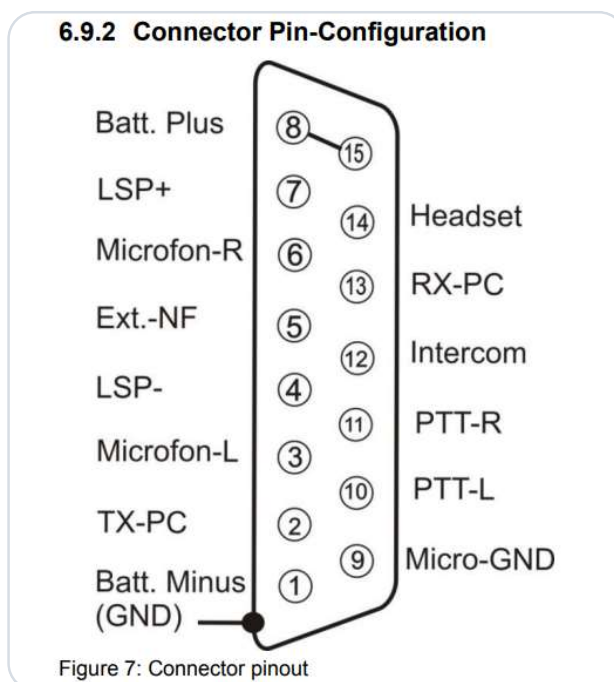 6.9.2 Connector Pin-Configuration
Batt. Plus
8
15
LSP+
7
14
Headset
Microfon-R
6
13
RX-PC
Ext.-NF
5
12
Intercom
LSP-
4
11
PTT-R
Microfon-L
3
10
PTT-L
TX-PC
2
9
Micro-GND
Batt. Minus
1
(GND)
Figure 7: Connector pinout